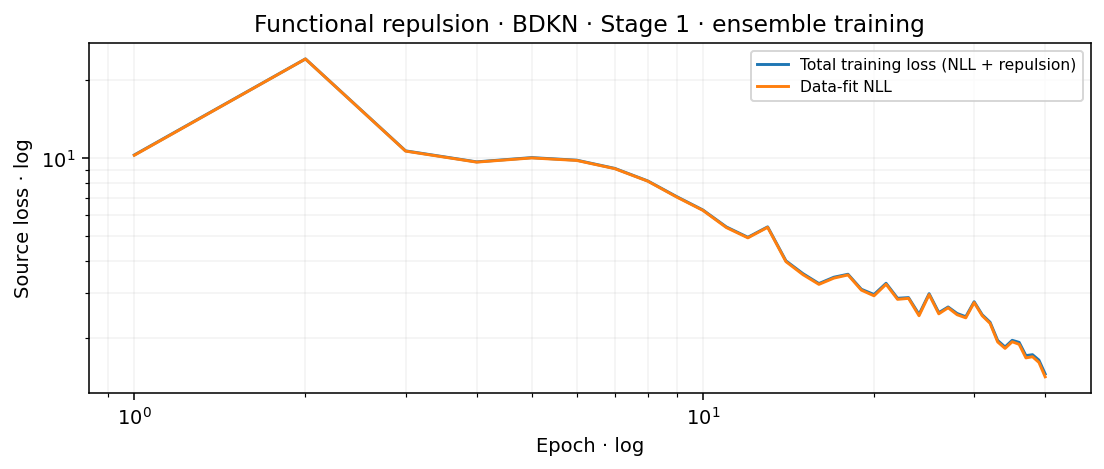 Functional repulsion · BDKN · Stage 1 · ensemble training
Total training loss (NLL + repulsion)
Data-fit NLL
Source loss · log
10¹
10⁰ 10¹
Epoch · log